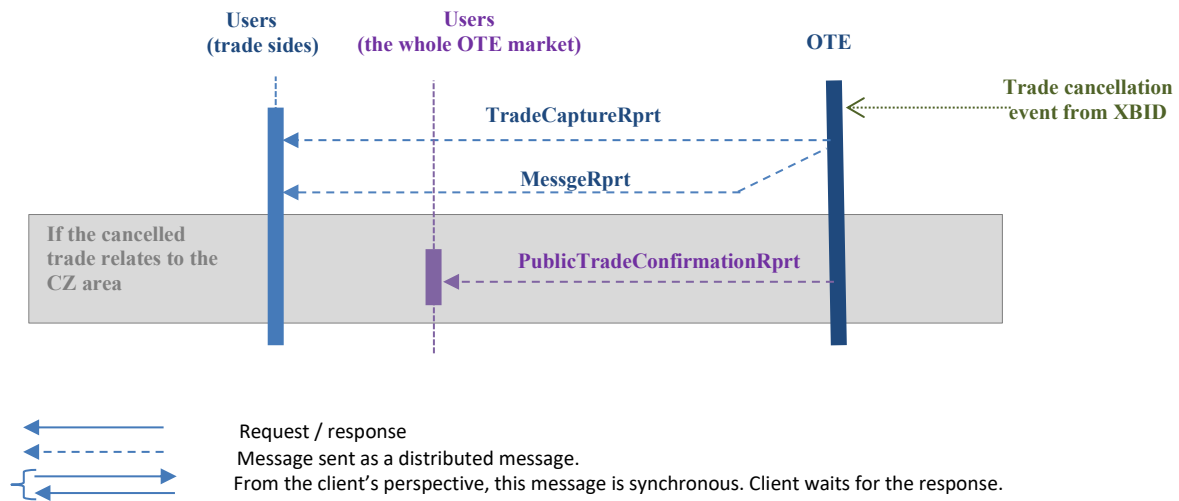 Users
(trade sides)
Users
(the whole OTE market)
OTE
Trade cancellation
event from XBID
TradeCaptureRprt
MessgeRprt
If the cancelled
trade relates to the
CZ area
PublicTradeConfirmationRprt
Request / response
Message sent as a distributed message.
From the client’s perspective, this message is synchronous. Client waits for the response.